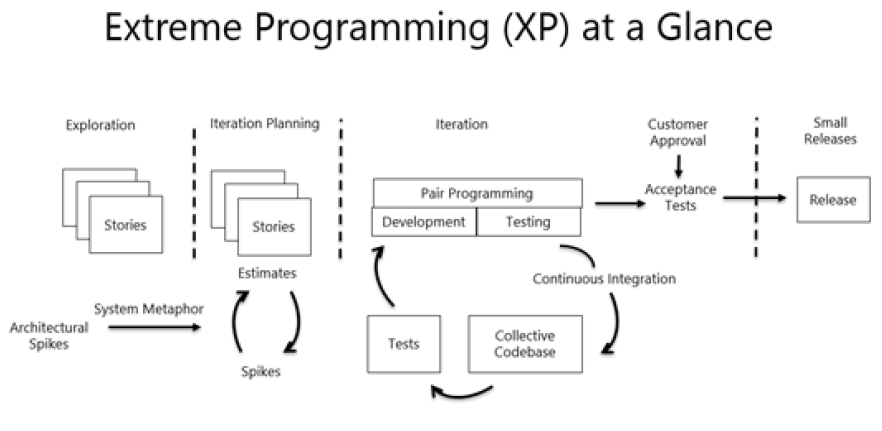 Extreme Programming (XP) at a Glance
Exploration
Iteration Planning
Iteration
Customer
Approval
Small
Releases
Stories
Stories
Pair Programming
Development
Testing
Acceptance
Tests
Release
Estimates
Continuous Integration
System Metaphor
Architectural
Spikes
Spikes
Tests
Collective
Codebase